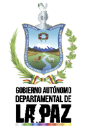 GOBIERNO AUTÓNOMO
DEPARTAMENTAL DE
LA PAZ